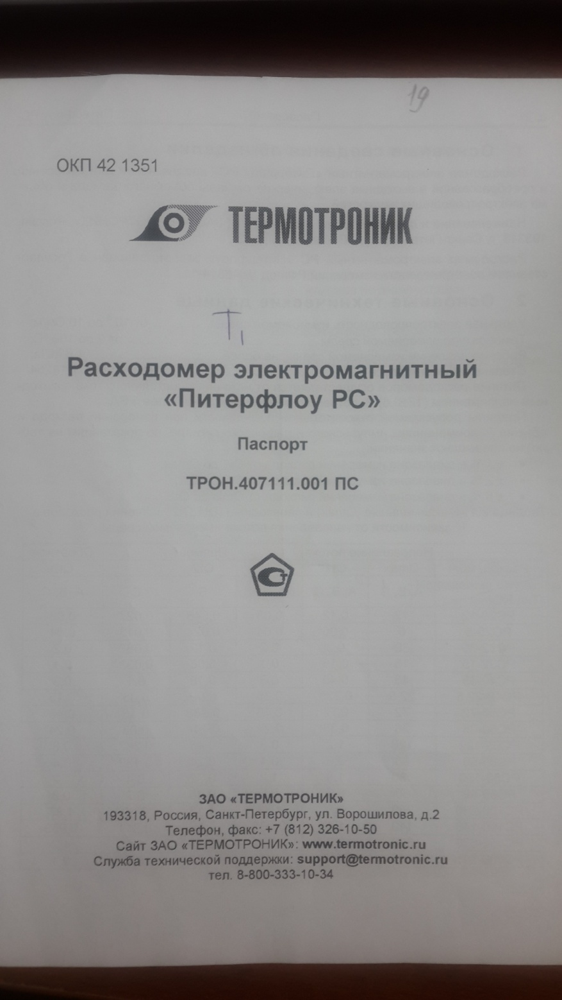 19
ОКП 42 1351
ТЕРМОТРОНИК
T1
Расходомер электромагнитный
«Питерфлоу РС»
Паспорт
ТРОН.407111.001 ПС
ЗАО «ТЕРМОТРОНИК»
193318, Россия, Санкт-Петербург, ул. Ворошилова, д.2
Телефон, факс: +7 (812) 326-10-50
Сайт ЗАО «ТЕРМОТРОНИК»: www.termotronic.ru
Служба технической поддержки: support@termotronic.ru
тел. 8-800-333-10-34